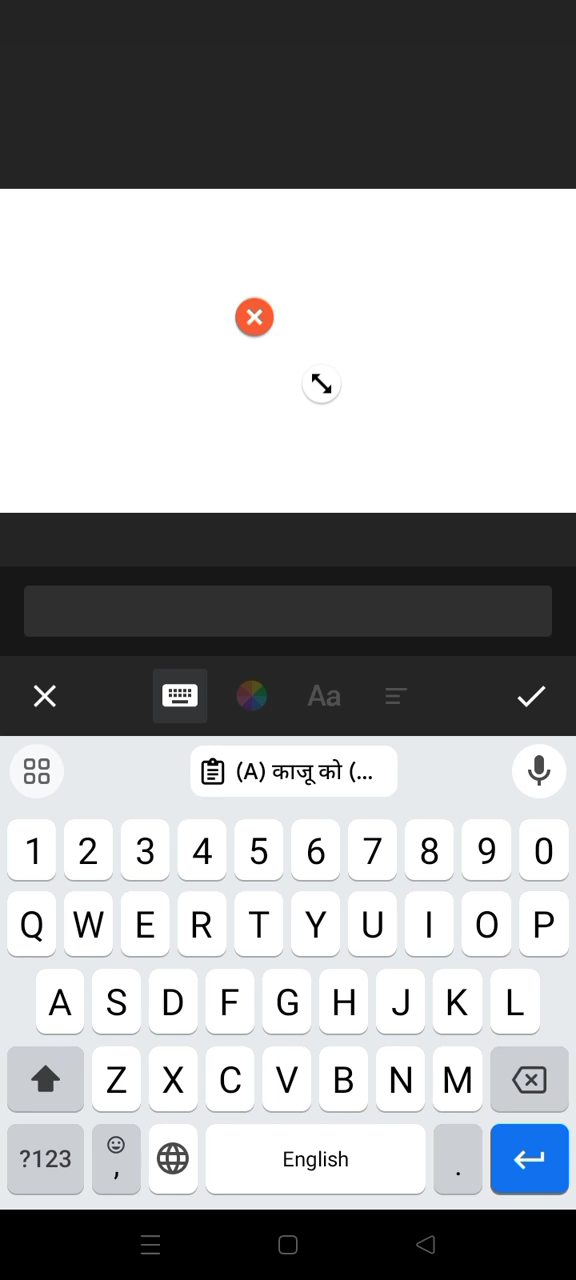 Aa
(A) काजू को (...
1 2 3 4 5 6 7 8 9 0
Q W E R T Y U I O P
A S D F G H J K L
Z X C V B N M
?123 , English .